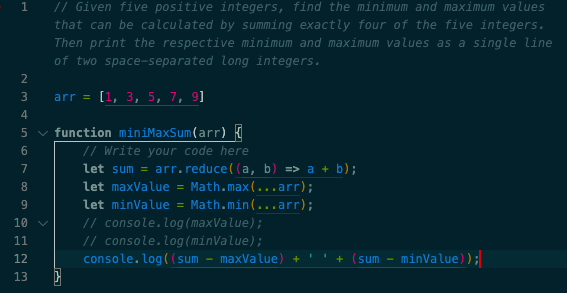 1 // Given five positive integers, find the minimum and maximum values
that can be calculated by summing exactly four of the five integers.
Then print the respective minimum and maximum values as a single line
of two space-separated long integers.
2
3 arr = [1, 3, 5, 7, 9]
4
5 function miniMaxSum(arr) {
6 // Write your code here
7 let sum = arr.reduce((a, b) => a + b);
8 let maxValue = Math.max(...arr);
9 let minValue = Math.min(...arr);
10 // console.log(maxValue);
11 // console.log(minValue);
12 console.log((sum - maxValue) + ' ' + (sum - minValue));
13 }